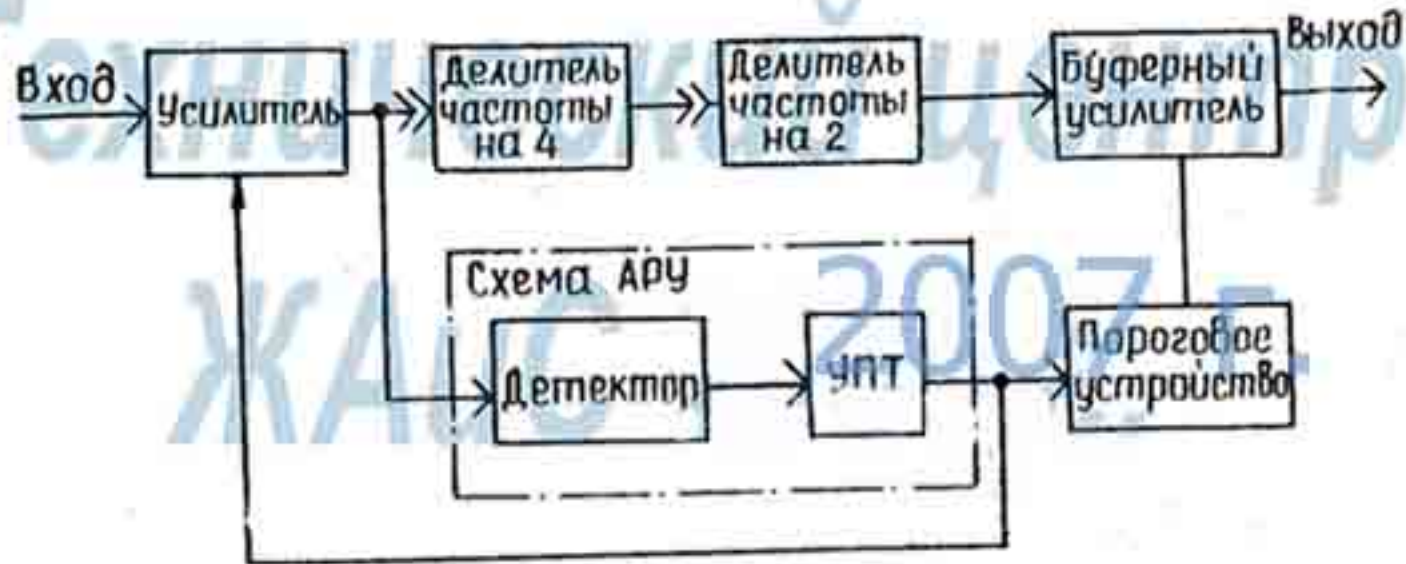 Вход
Усилитель
Делитель
частоты
на 4
Делитель
частоты
на 2
Буферный
усилитель
Выход
Схема АРУ
Детектор
УПТ
Пороговое
устройство
ЖАиС
2007 г.